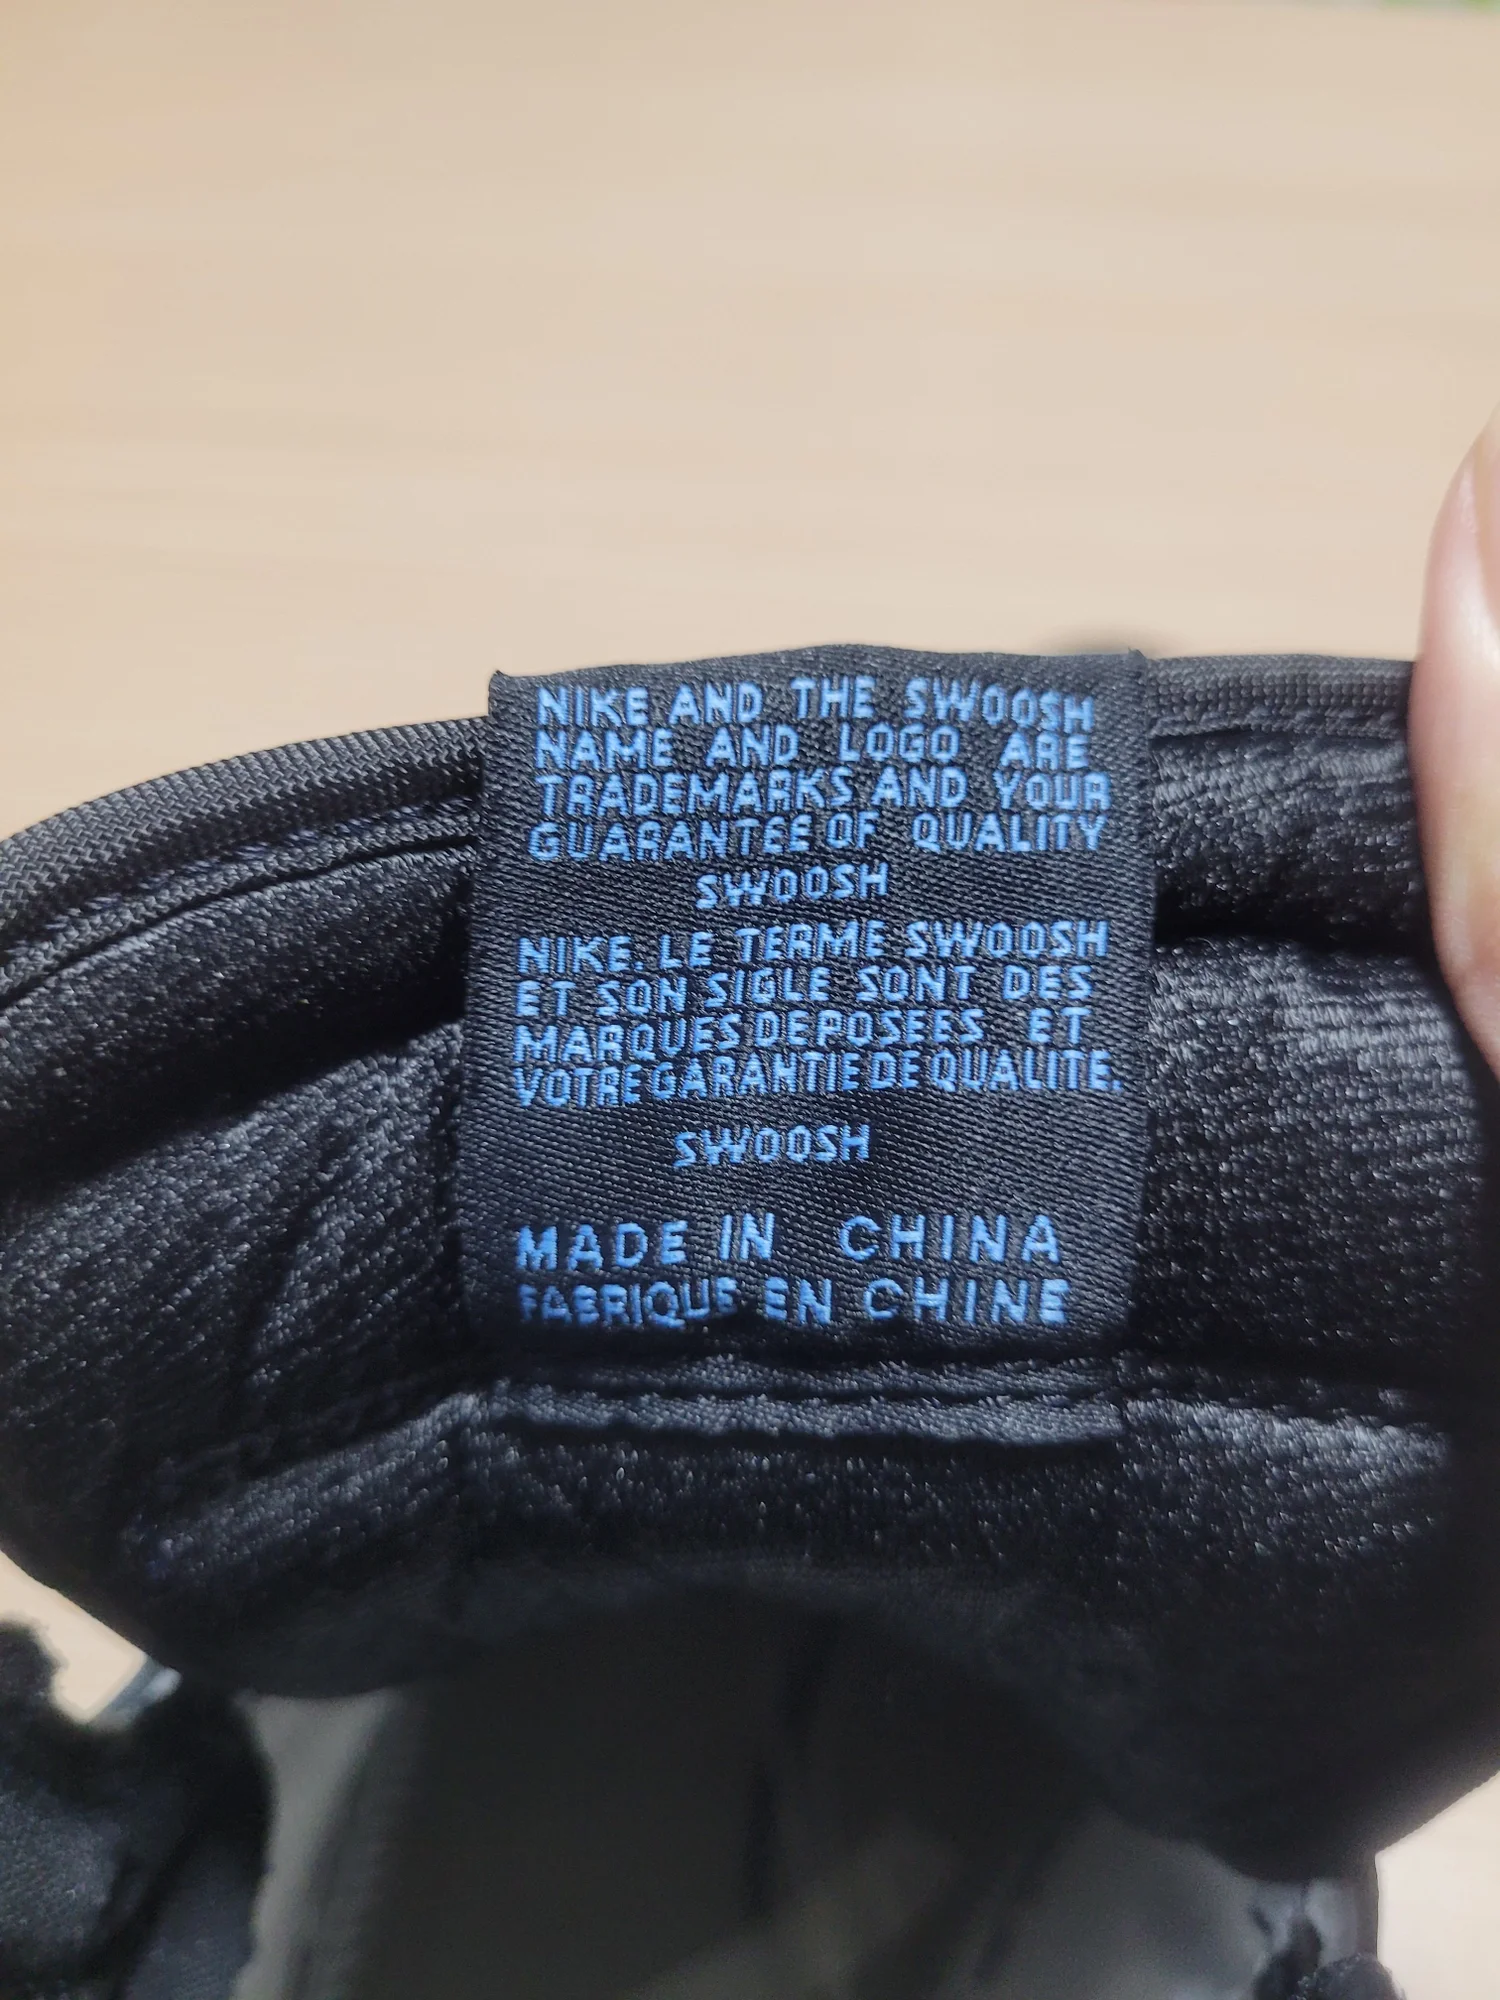 NIKE AND THE SWOOSH
NAME AND LOGO ARE
TRADEMARKS AND YOUR
GUARANTEE OF QUALITY
SWOOSH
NIKE LE TERME SWOOSH
ET SON SIGLE SONT DES
MARQUES DEPOSEES ET
VOTRE GARANTIE DE QUALITE.
SWOOSH
MADE IN CHINA
FABRIQUE EN CHINE